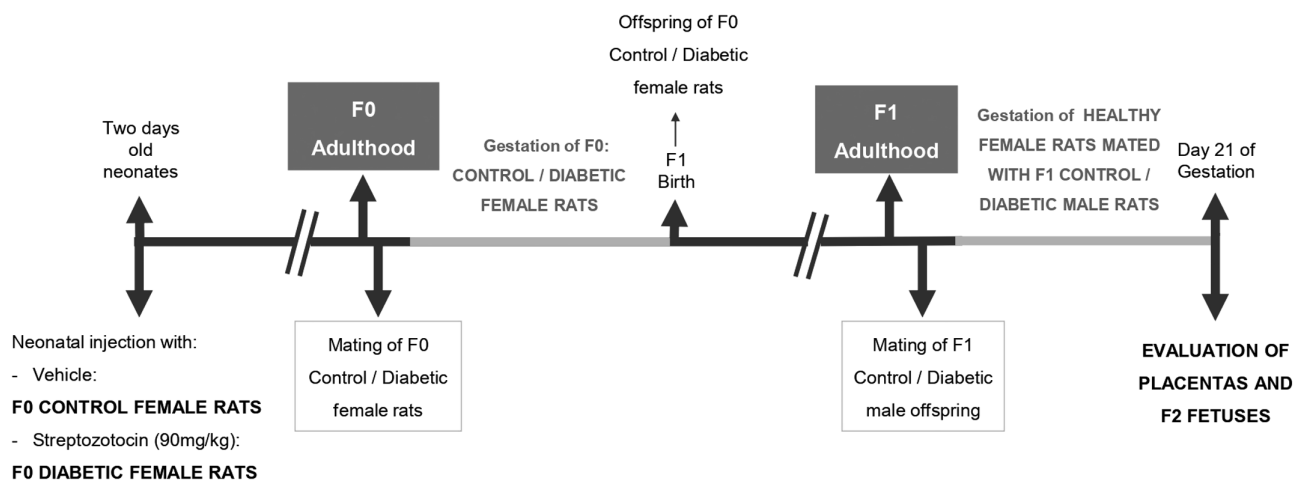 Two days
old
neonates
Neonatal injection with:
- Vehicle:
F0 CONTROL FEMALE RATS
- Streptozotocin (90mg/kg):
F0 DIABETIC FEMALE RATS
F0
Adulthood
Mating of F0
Control / Diabetic
female rats
Gestation of F0:
CONTROL / DIABETIC
FEMALE RATS
Offspring of F0
Control / Diabetic
female rats
F1
Birth
F1
Adulthood
Mating of F1
Control / Diabetic
male offspring
Gestation of HEALTHY
FEMALE RATS MATED
WITH F1 CONTROL /
DIABETIC MALE RATS
Day 21 of
Gestation
EVALUATION OF
PLACENTAS AND
F2 FETUSES